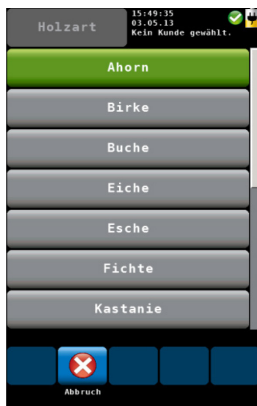 Holzart
15:49:35
03.05.13
Kein Kunde gewählt.
Ahorn
Birke
Buche
Eiche
Esche
Fichte
Kastanie
Abbruch